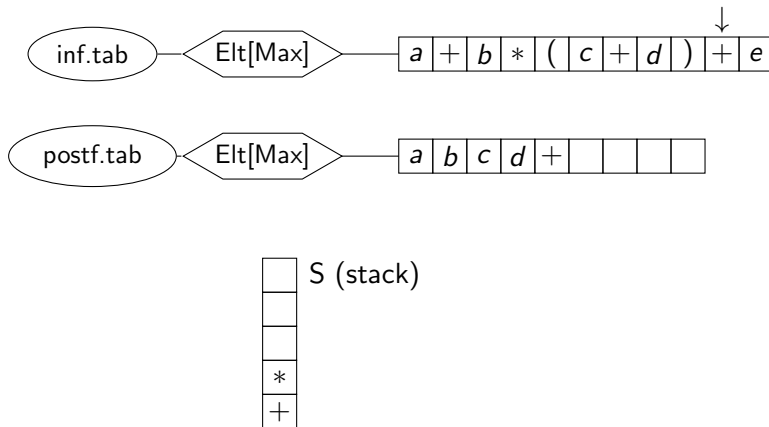 ↓
inf.tab Elt[Max] a + b * ( c + d ) + e
postf.tab Elt[Max] a b c d +
S (stack)
*
+